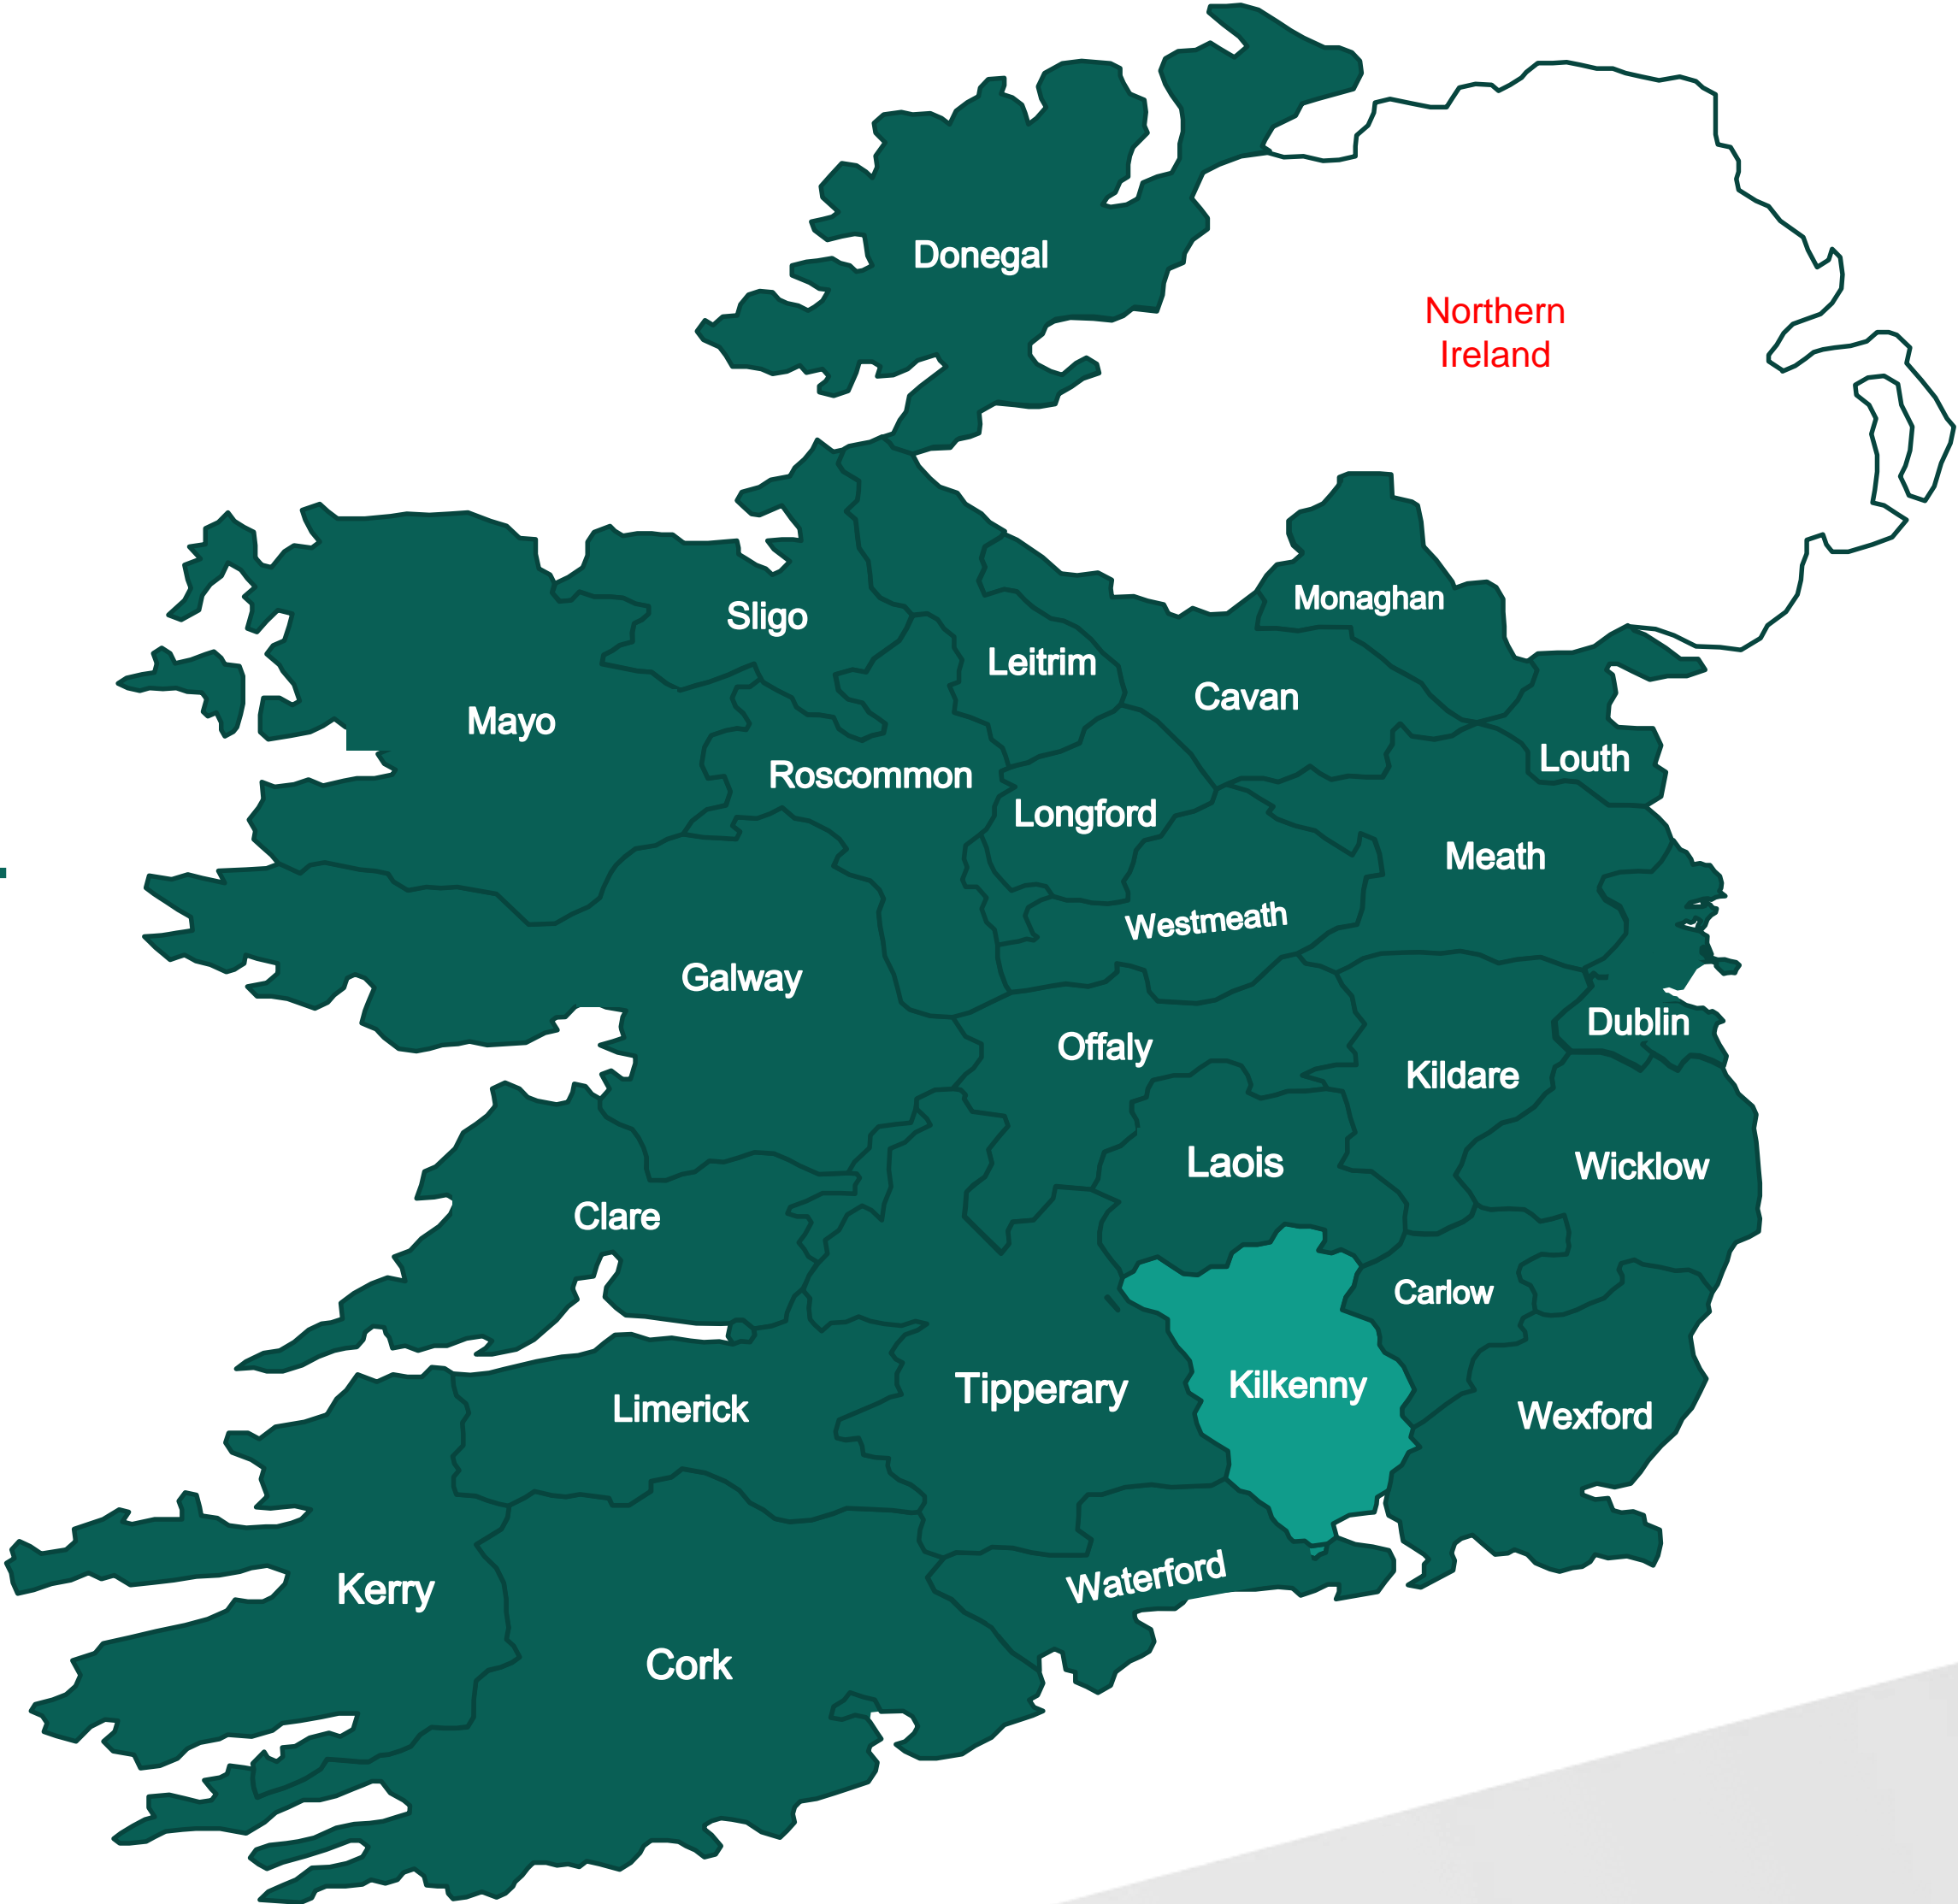 Donegal
Northern
Ireland
Monaghan
Sligo
Leitrim
Cavan
Mayo
Louth
Roscommon
Longford
Meath
Westmeath
Galway
Dublin
Offaly
Kildare
Laois
Wicklow
Clare
Carlow
Kilkenny
Tipperary
Limerick
Wexford
Waterford
Kerry
Cork